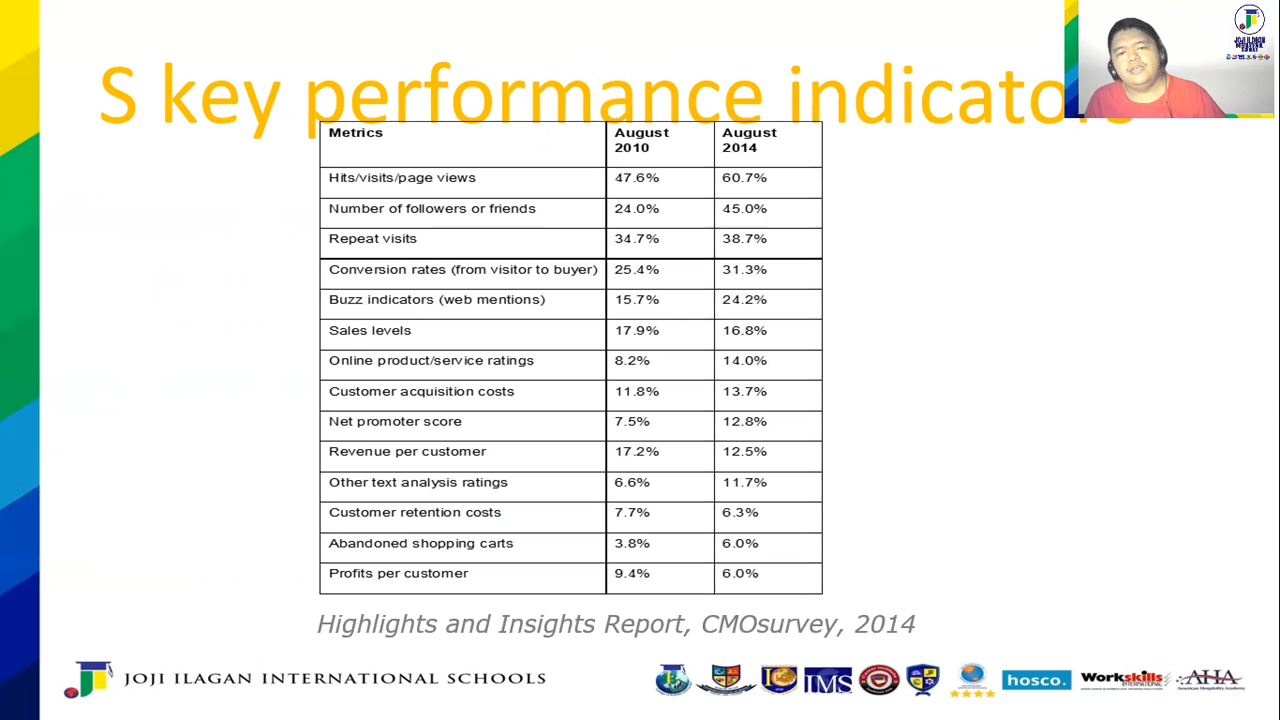 S key performance indicators
Metrics August 2010 August 2014
Hits/visits/page views 47.6% 60.7%
Number of followers or friends 24.0% 45.0%
Repeat visits 34.7% 38.7%
Conversion rates (from visitor to buyer) 25.4% 31.3%
Buzz indicators (web mentions) 15.7% 24.2%
Sales levels 17.9% 16.8%
Online product/service ratings 8.2% 14.0%
Customer acquisition costs 11.8% 13.7%
Net promoter score 7.5% 12.8%
Revenue per customer 17.2% 12.5%
Other text analysis ratings 6.6% 11.7%
Customer retention costs 7.7% 6.3%
Abandoned shopping carts 3.8% 6.0%
Profits per customer 9.4% 6.0%
Highlights and Insights Report, CMOsurvey, 2014
JOJI ILAGAN INTERNATIONAL SCHOOLS
IMS
hosco.
Workskills
INTERNATIONAL
AHA
American Hospitality Academy